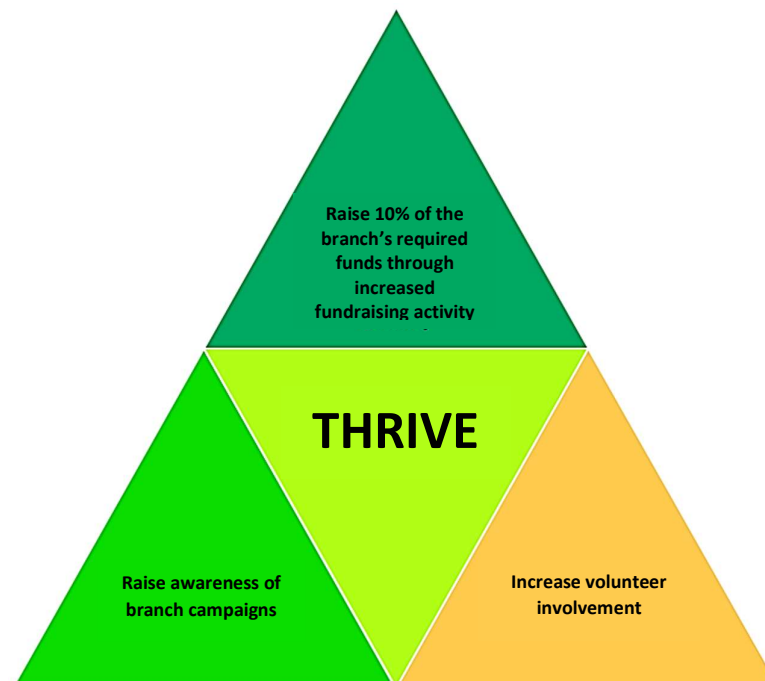 Raise 10% of the
branch’s required
funds through
increased
fundraising activity
THRIVE
Raise awareness of
branch campaigns
Increase volunteer
involvement